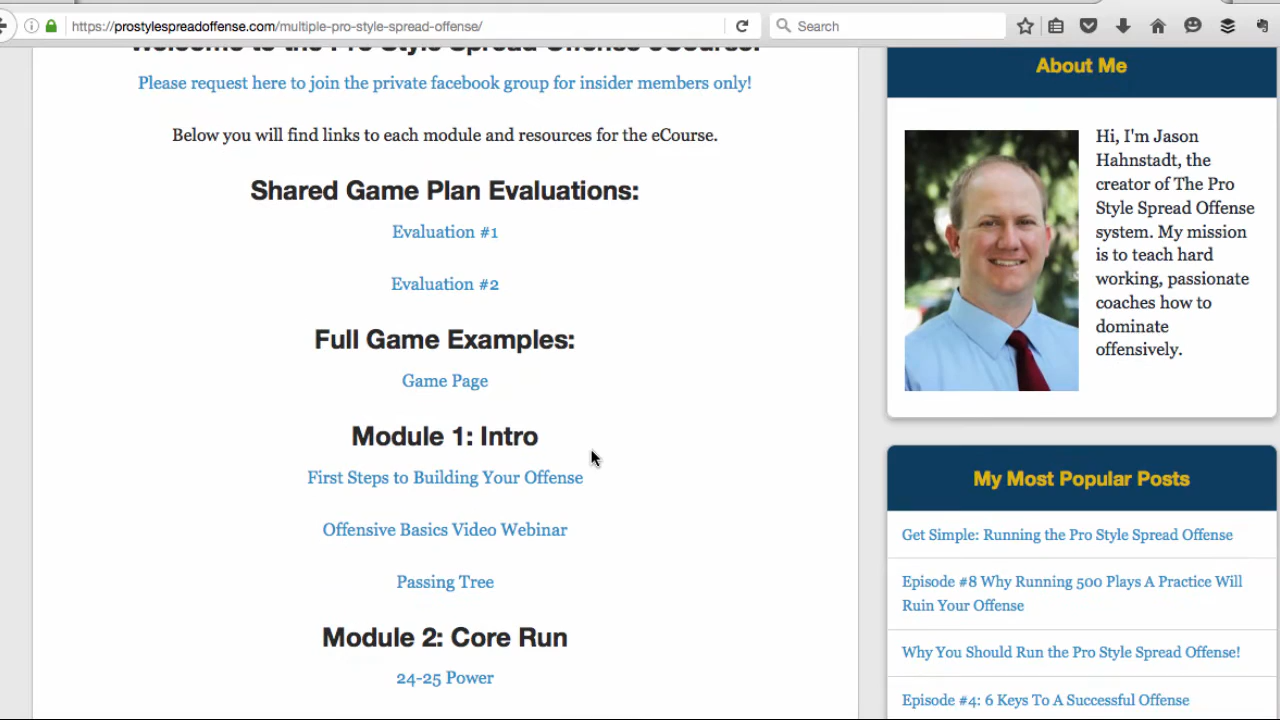 https://prostylespreadoffense.com/multiple-pro-style-spread-offense/
Search
Welcome to the Pro Style Spread Offense eCourse!
Please request here to join the private facebook group for insider members only!
Below you will find links to each module and resources for the eCourse.
Shared Game Plan Evaluations:
Evaluation #1
Evaluation #2
Full Game Examples:
Game Page
Module 1: Intro
First Steps to Building Your Offense
Offensive Basics Video Webinar
Passing Tree
Module 2: Core Run
24-25 Power
About Me
Hi, I'm Jason
Hahnstadt, the
creator of The Pro
Style Spread Offense
system. My mission
is to teach hard
working, passionate
coaches how to
dominate
offensively.
My Most Popular Posts
Get Simple: Running the Pro Style Spread Offense
Episode #8 Why Running 500 Plays A Practice Will
Ruin Your Offense
Why You Should Run the Pro Style Spread Offense!
Episode #4: 6 Keys To A Successful Offense